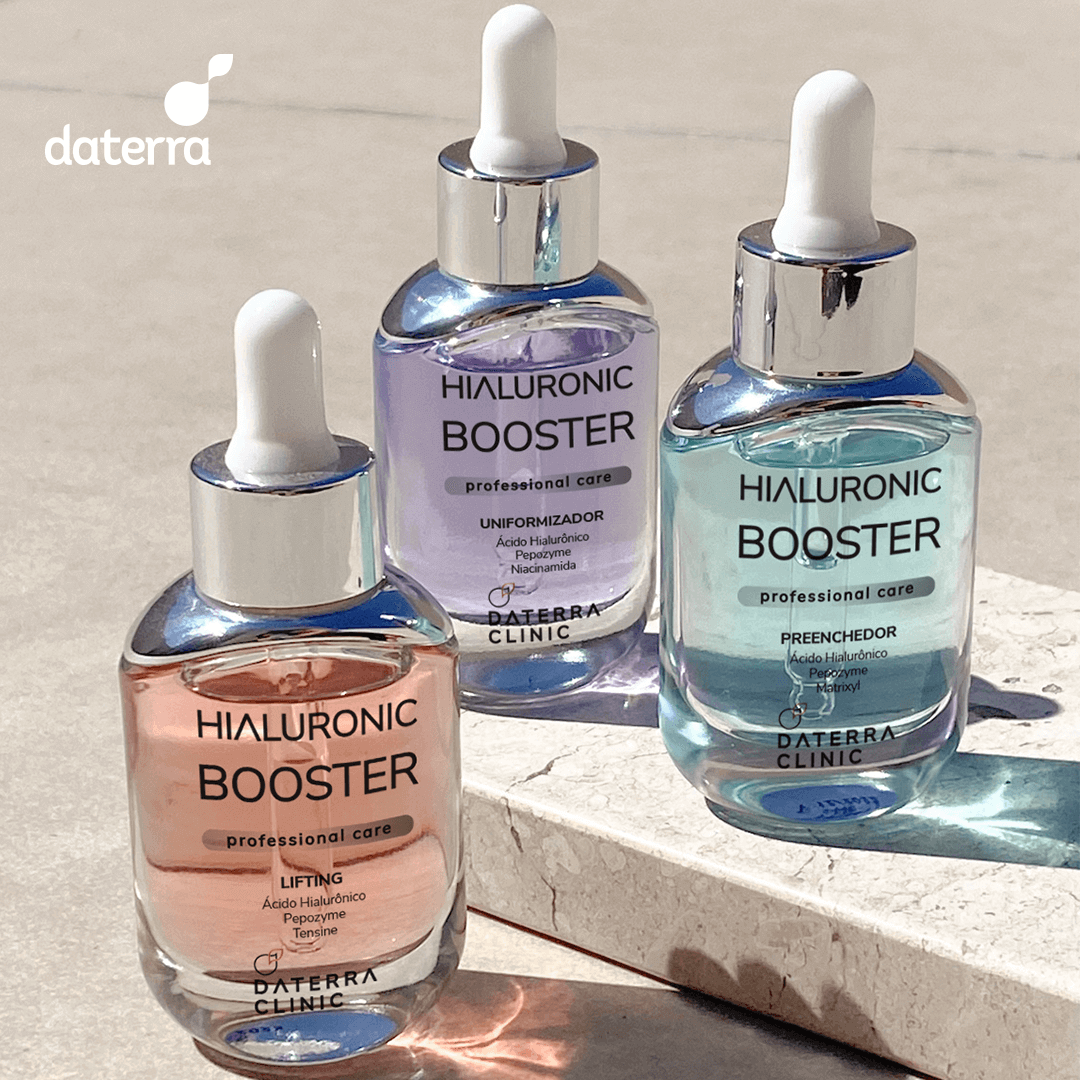 daterra
HIALURONIC
BOOSTER
professional care
UNIFORMIZADOR
Ácido Hialurônico
Pepozyme
Niacinamida
DATERRA
CLINIC
HIALURONIC
BOOSTER
professional care
PREENCHEDOR
Ácido Hialurônico
Pepozyme
Matrixyl
DATERRA
CLINIC
HIALURONIC
BOOSTER
professional care
LIFTING
Ácido Hialurônico
Pepozyme
Tensine
DATERRA
CLINIC